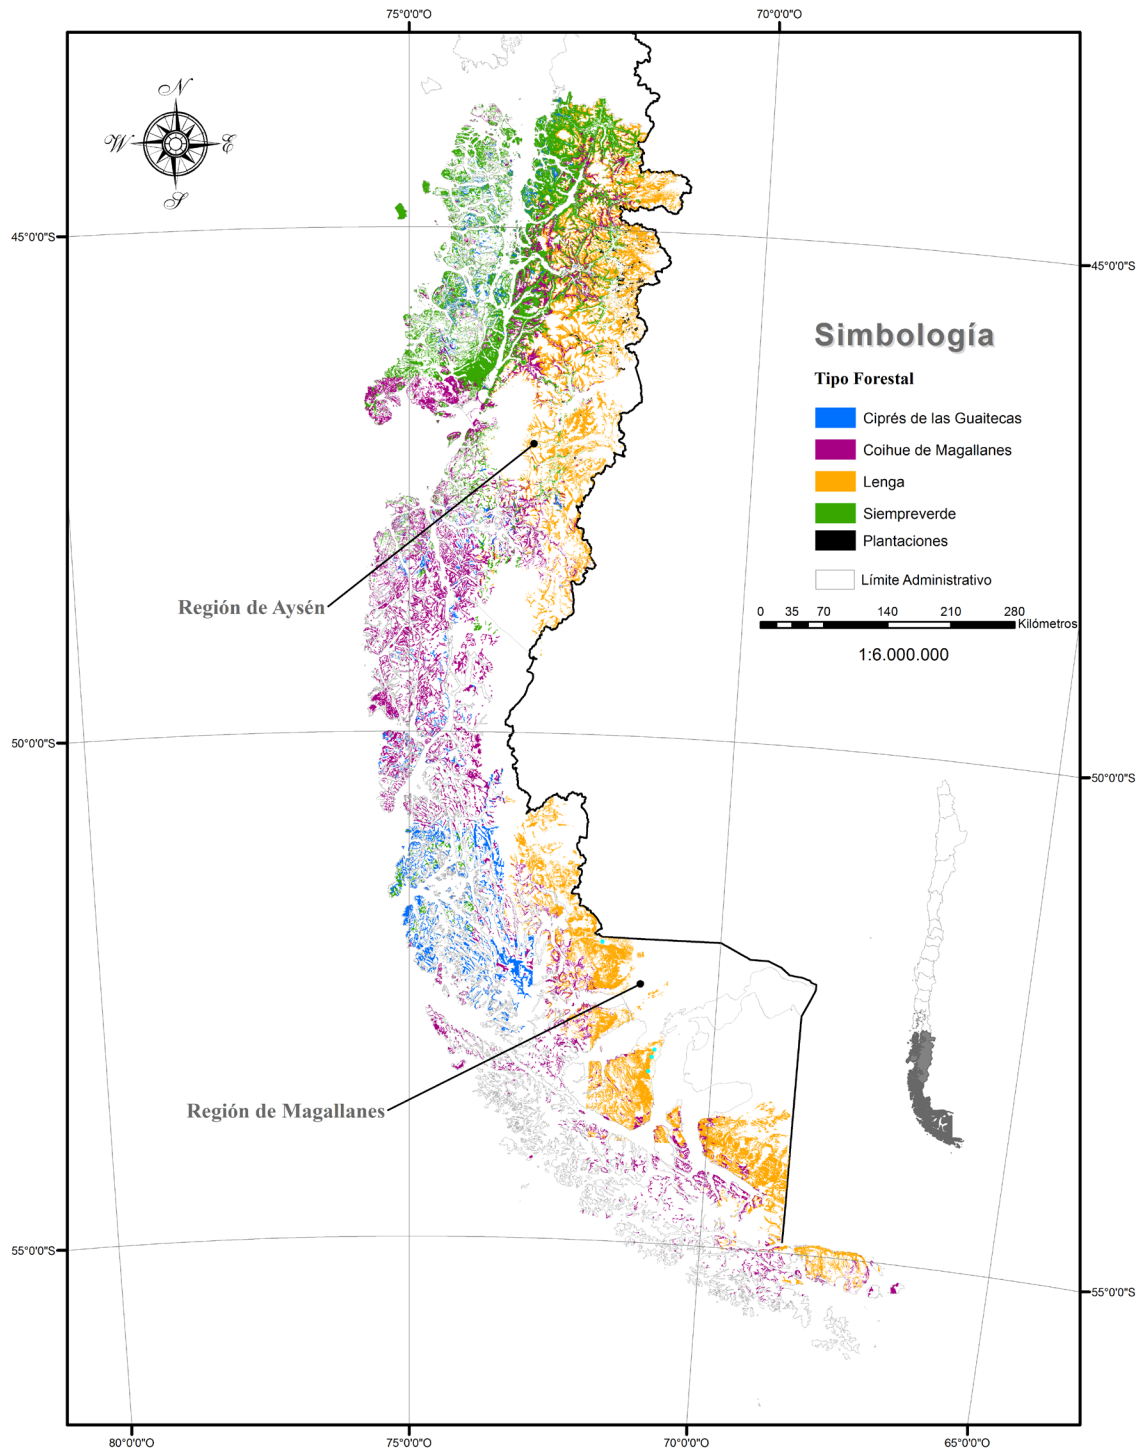 75°0'0"O 70°0'0"O
N
W E
S
45°0'0"S
45°0'0"S
Simbología
Tipo Forestal
Ciprés de las Guaitecas
Coihue de Magallanes
Lenga
Siempreverde
Plantaciones
Límite Administrativo
0 35 70 140 210 280
Kilómetros
1:6.000.000
Región de Aysén
50°0'0"S
50°0'0"S
Región de Magallanes
55°0'0"S
55°0'0"S
80°0'0"O 75°0'0"O 70°0'0"O 65°0'0"O